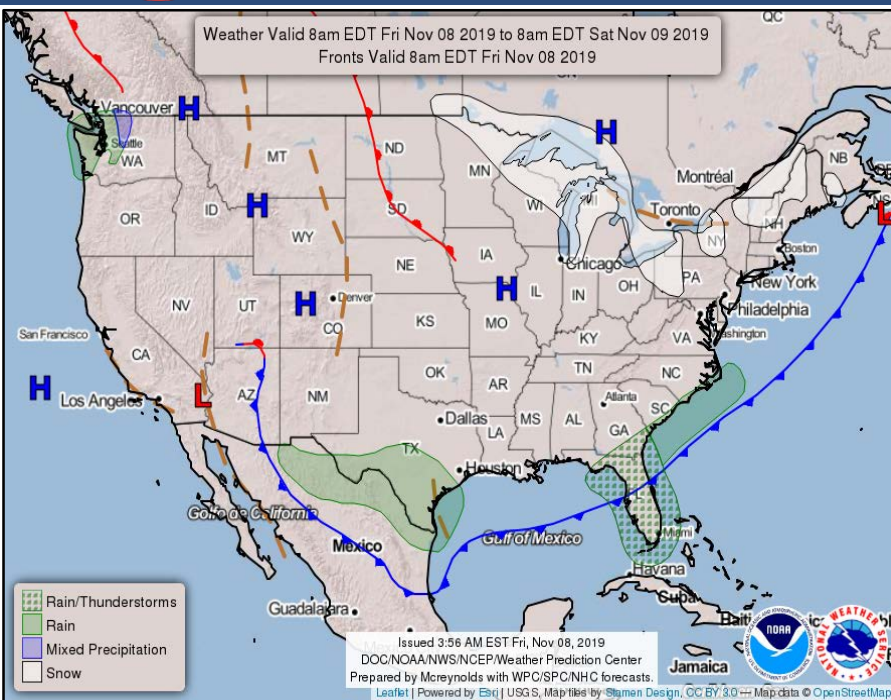 Weather Valid 8am EDT Fri Nov 08 2019 to 8am EDT Sat Nov 09 2019
Fronts Valid 8am EDT Fri Nov 08 2019
QC
Vancouver
H
H
Seattle
WA
MT
ND
MN
Montréal
NB
NS
L
OR
ID
H
WY
SD
WI
MI
Toronto
NY
NH
Boston
NV
UT
H
Denver
CO
NE
IA
H
Chicago
IL
IN
OH
PA
New York
Philadelphia
San Francisco
CA
KS
MO
KY
VA
Washington
H
Los Angeles
L
AZ
NM
OK
AR
TN
NC
Atlanta
SC
Dallas
LA
MS
AL
GA
TX
Houston
Golfo de California
Mexico
Gulf of Mexico
Miami
Havana
Cuba
Guadalajara
Haiti
Jamaica
Rain/Thunderstorms
Rain
Mixed Precipitation
Snow
Issued 3:56 AM EST Fri, Nov 08, 2019
DOC/NOAA/NWS/NCEP/Weather Prediction Center
Prepared by Mcreynolds with WPC/SPC/NHC forecasts.
NOAA
NATIONAL WEATHER SERVICE
Leaflet | Powered by Esri | USGS, Map tiles by Stamen Design, CC BY 3.0 — Map data © OpenStreetMap